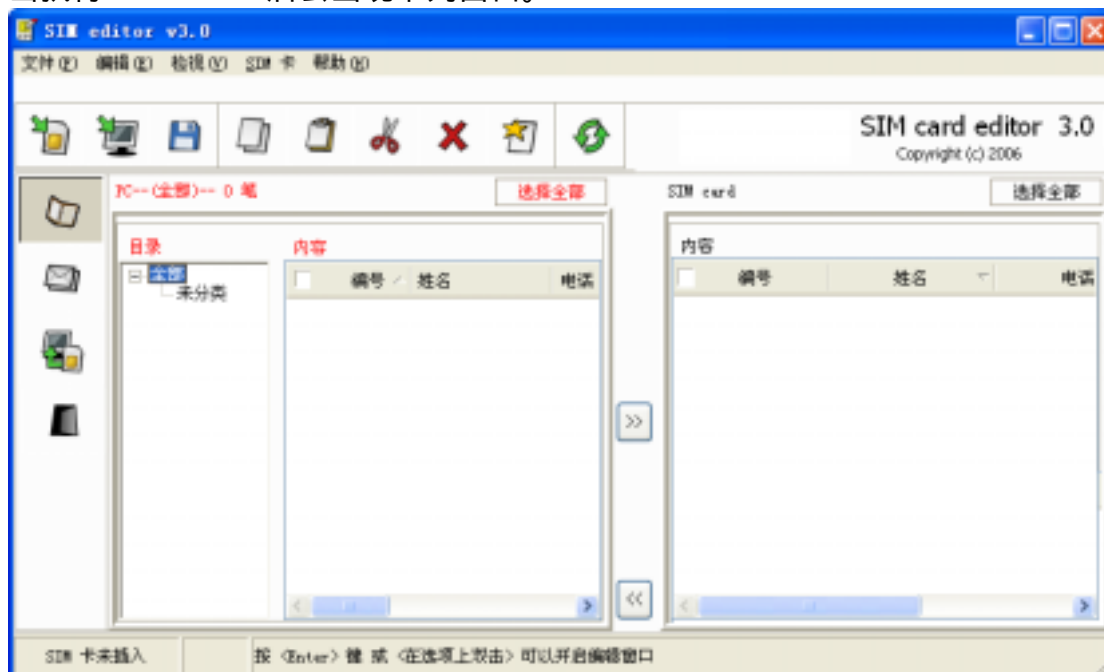 SIM editor v3.0
文件(F) 编辑(E) 检视(V) SIM 卡 帮助(H)
SIM card editor 3.0
Copyright (c) 2006
PC--(全部)-- 0 笔 选择全部 SIM card 选择全部
目录 内容 内容
全部 编号 姓名 电话 编号 姓名 电话
未分类
>>
<<
SIM 卡未插入 按 <Enter> 键 或 <在选项上双击> 可以开启编辑窗口